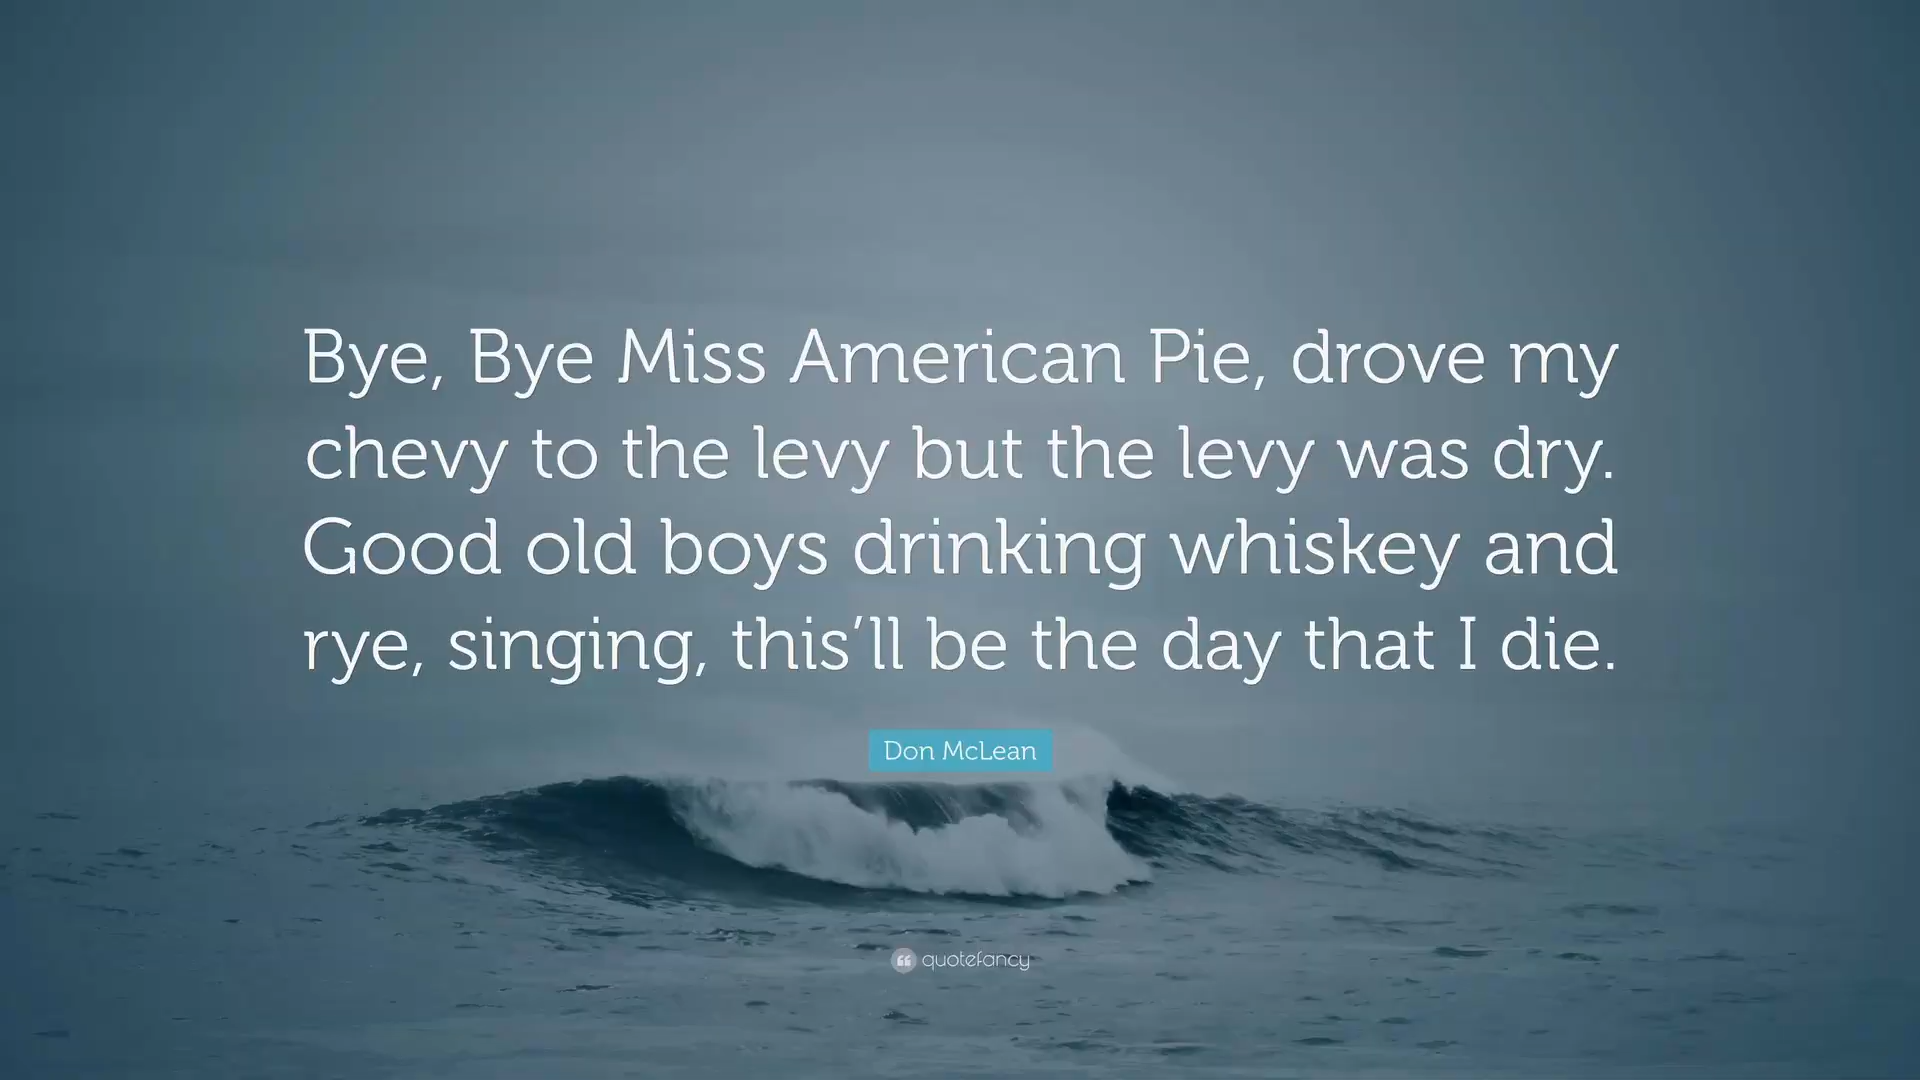 Bye, Bye Miss American Pie, drove my
chevy to the levy but the levy was dry.
Good old boys drinking whiskey and
rye, singing, this’ll be the day that I die.
Don McLean
quotefancy